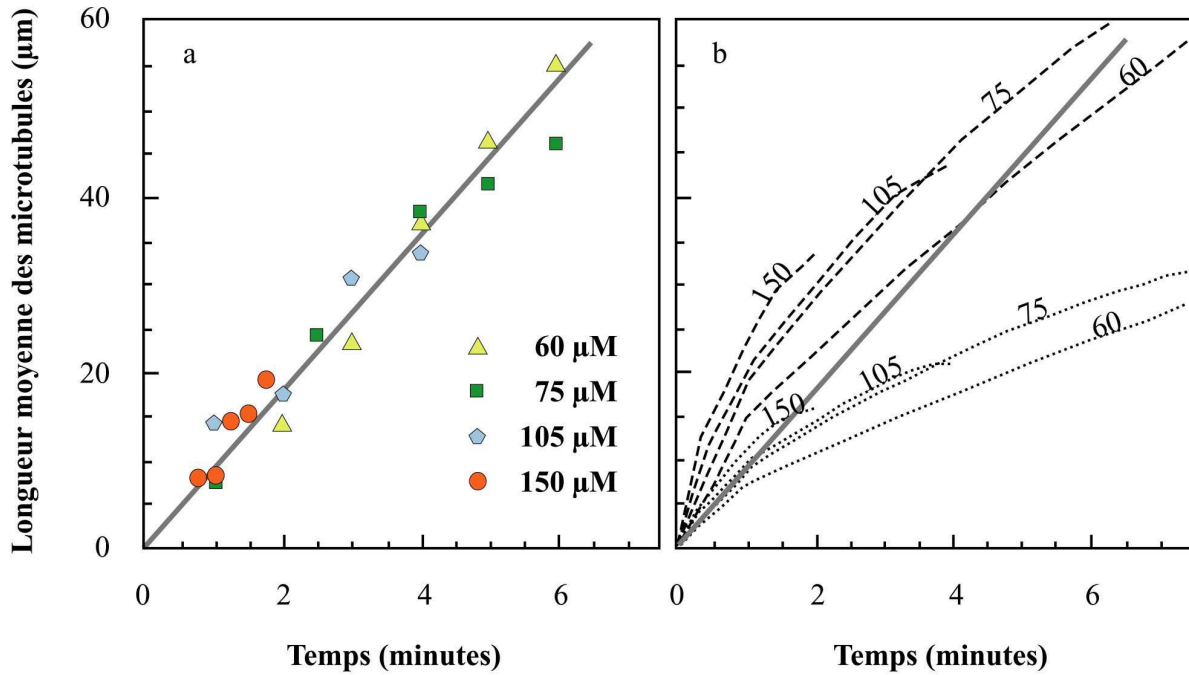 Longueur moyenne des microtubules (µm)
60
40
20
0
a
60 µM
75 µM
105 µM
150 µM
0 2 4 6
Temps (minutes)
b
75
60
105
150
75
60
105
150
0 2 4 6
Temps (minutes)